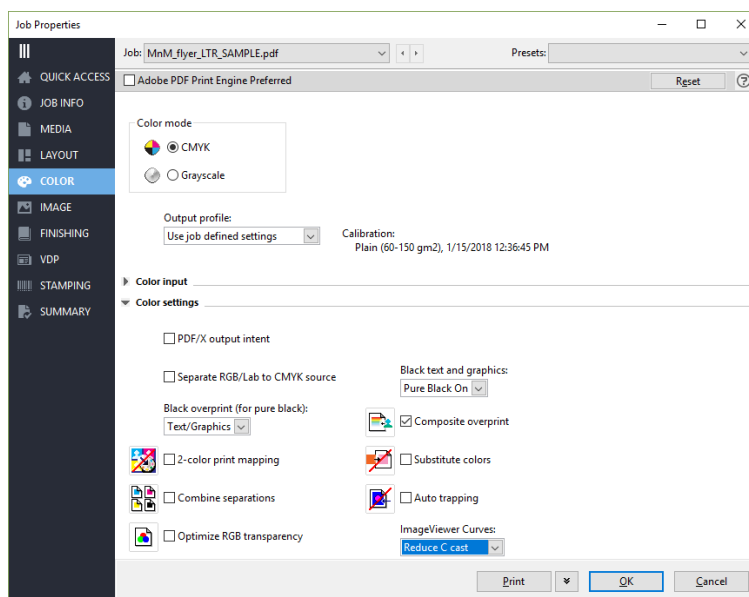 Job Properties
Job: MnM_flyer_LTR_SAMPLE.pdf Presets:
QUICK ACCESS
JOB INFO
MEDIA
LAYOUT
COLOR
IMAGE
FINISHING
VDP
STAMPING
SUMMARY
Adobe PDF Print Engine Preferred Reset ?
Color mode
CMYK
Grayscale
Output profile:
Use job defined settings
Calibration:
Plain (60-150 gm2), 1/15/2018 12:36:45 PM
Color input
Color settings
PDF/X output intent
Separate RGB/Lab to CMYK source
Black text and graphics:
Pure Black On
Black overprint (for pure black):
Text/Graphics
Composite overprint
2-color print mapping
Substitute colors
Combine separations
Auto trapping
Optimize RGB transparency
ImageViewer Curves:
Reduce C cast
Print OK Cancel